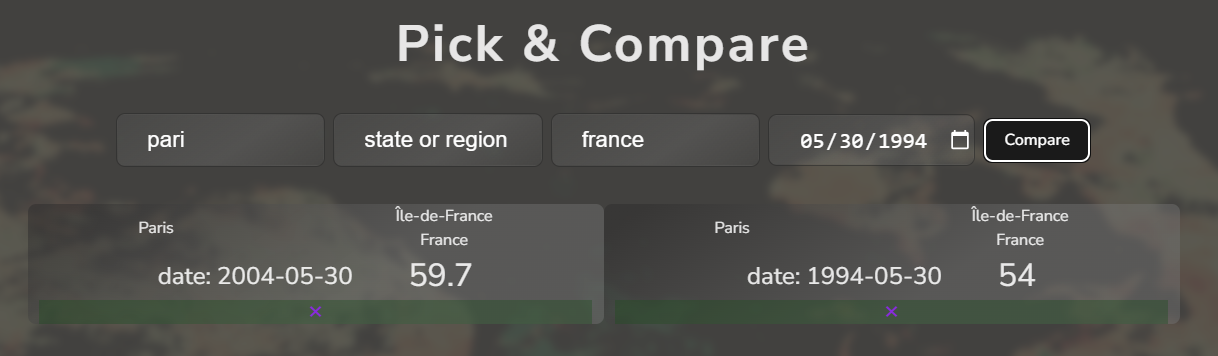 Pick & Compare
pari
state or region
france
05/30/1994
Compare
Paris
Île-de-France
France
date: 2004-05-30
59.7
Paris
Île-de-France
France
date: 1994-05-30
54